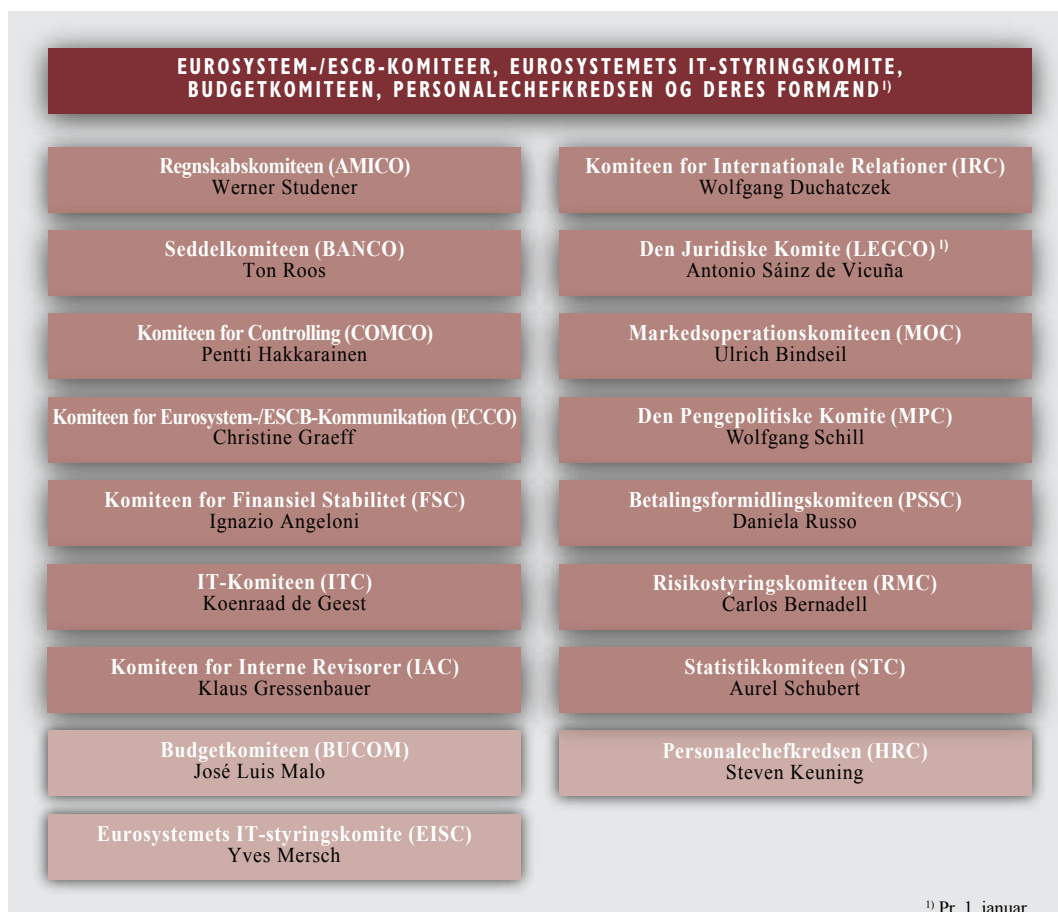 EUROSYSTEM-/ESCB-KOMITEER, EUROSYSTEMETS IT-STYRINGSKOMITE,
BUDGETKOMITEEN, PERSONALECHEFKREDSEN OG DERES FORMÆND¹⁾
Regnskabskomiteen (AMICO)
Werner Studener
Seddelkomiteen (BANCO)
Ton Roos
Komiteen for Controlling (COMCO)
Pentti Hakkarainen
Komiteen for Eurosystem-/ESCB-Kommunikation (ECCO)
Christine Graeff
Komiteen for Finansiel Stabilitet (FSC)
Ignazio Angeloni
IT-Komiteen (ITC)
Koenraad de Geest
Komiteen for Interne Revisorer (IAC)
Klaus Gressenbauer
Budgetkomiteen (BUCOM)
José Luis Malo
Eurosystemets IT-styringskomite (EISC)
Yves Mersch
Komiteen for Internationale Relationer (IRC)
Wolfgang Duchatczek
Den Juridiske Komite (LEGCO)¹⁾
Antonio Sáinz de Vicuña
Markedsoperationskomiteen (MOC)
Ulrich Bindseil
Den Pengepolitiske Komite (MPC)
Wolfgang Schill
Betalingsformidlingskomiteen (PSSC)
Daniela Russo
Risikostyringskomiteen (RMC)
Carlos Bernadell
Statistikkomiteen (STC)
Aurel Schubert
Personalechefkredsen (HRC)
Steven Keuning
¹⁾ Pr. 1. januar